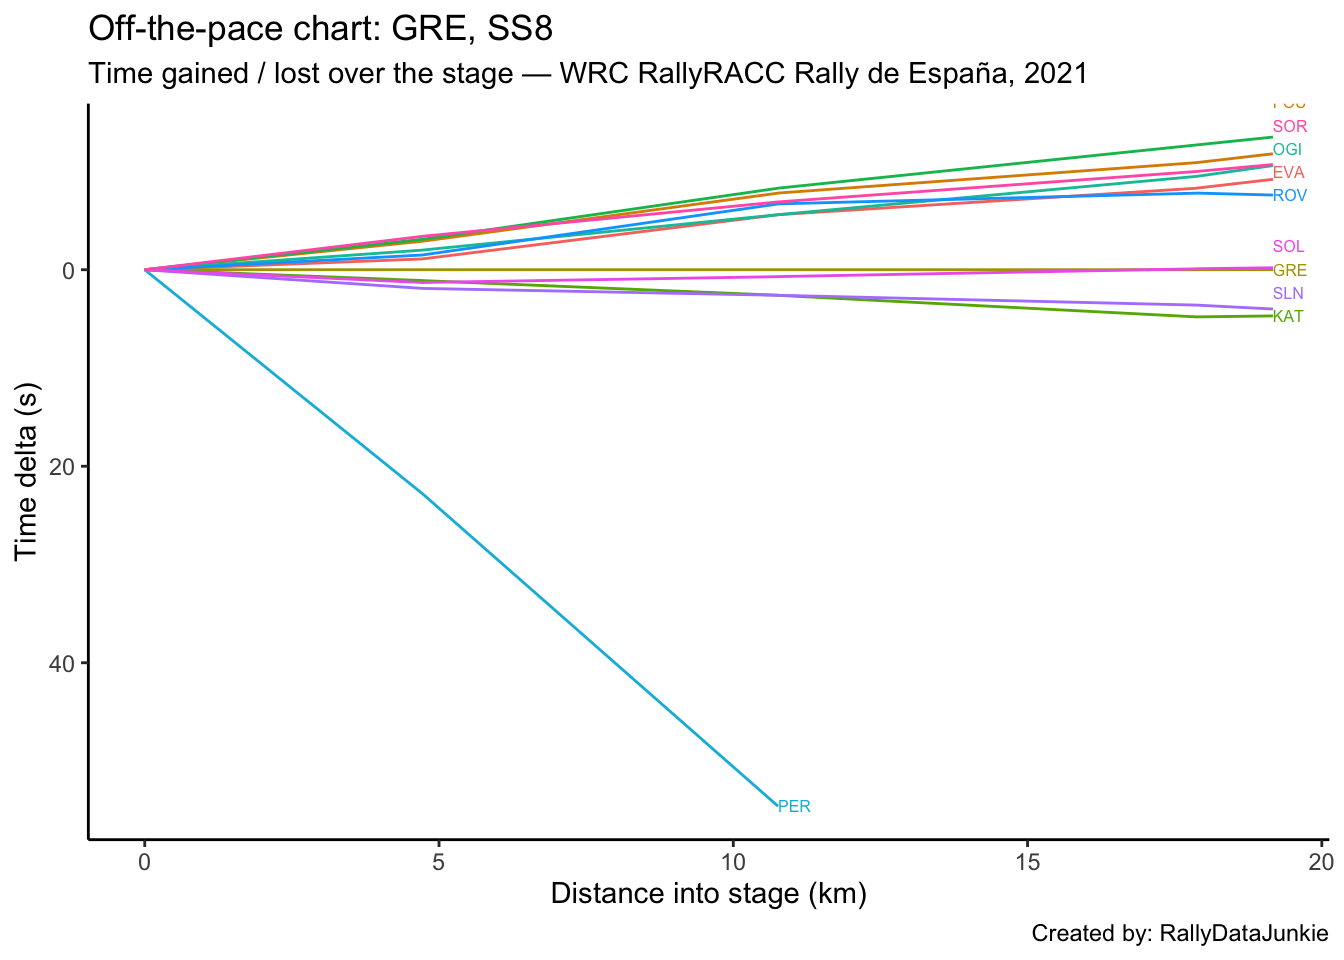 Off-the-pace chart: GRE, SS8
Time gained / lost over the stage — WRC RallyRACC Rally de España, 2021
SOR
OGI
EVA
ROV
SOL
GRE
SLN
KAT
PER
0
20
40
Time delta (s)
0
5
10
15
20
Distance into stage (km)
Created by: RallyDataJunkie